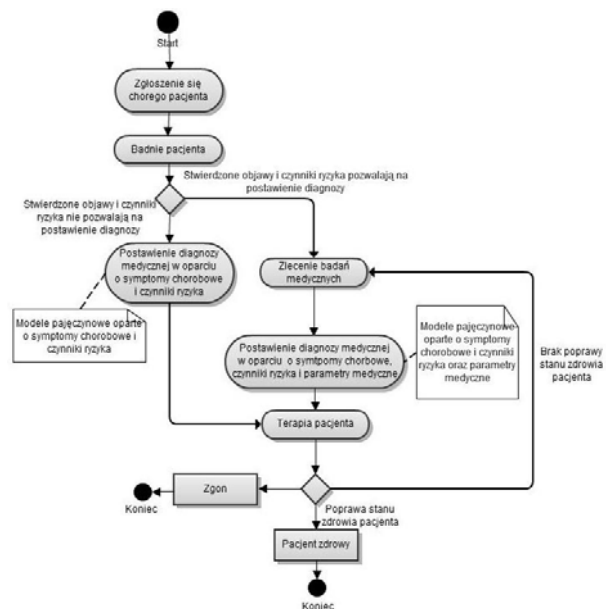 Start
Zgłoszenie się
chorego pacjenta
Badnie pacjenta
Stwierdzone objawy i czynniki ryzyka pozwalają na
postawienie diagnozy
Stwierdzone objawy i czynniki
ryzyka nie pozwalają na
postawienie diagnozy
Postawienie diagnozy
medycznej w oparciu
o symptomy chorobowe
i czynniki ryzyka
Zlecenie badań
medycznych
Modele pajęczynowe oparte
o symptomy chorobowe i
czynniki ryzyka
Postawienie diagnozy medycznej
w oparciu o symtpomy chorbowe,
czynniki ryzyka i parametry medyczne
Modele pajęczynowe
oparte o symptomy
chorobowe i czynniki
ryzyka oraz parametry
medyczne
Brak poprawy
stanu zdrowia
pacjenta
Terapia pacjenta
Zgon
Koniec
Poprawa stanu
zdrowia pacjenta
Pacjent zdrowy
Koniec